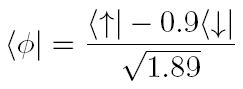 ⟨ϕ| = (⟨↑| − 0.9⟨↓|) / √1.89